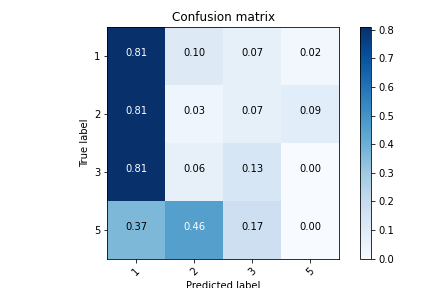 Confusion matrix
True label
1 0.81 0.10 0.07 0.02
2 0.81 0.03 0.07 0.09
3 0.81 0.06 0.13 0.00
5 0.37 0.46 0.17 0.00
1 2 3 5
Predicted label
0.8
0.7
0.6
0.5
0.4
0.3
0.2
0.1
0.0